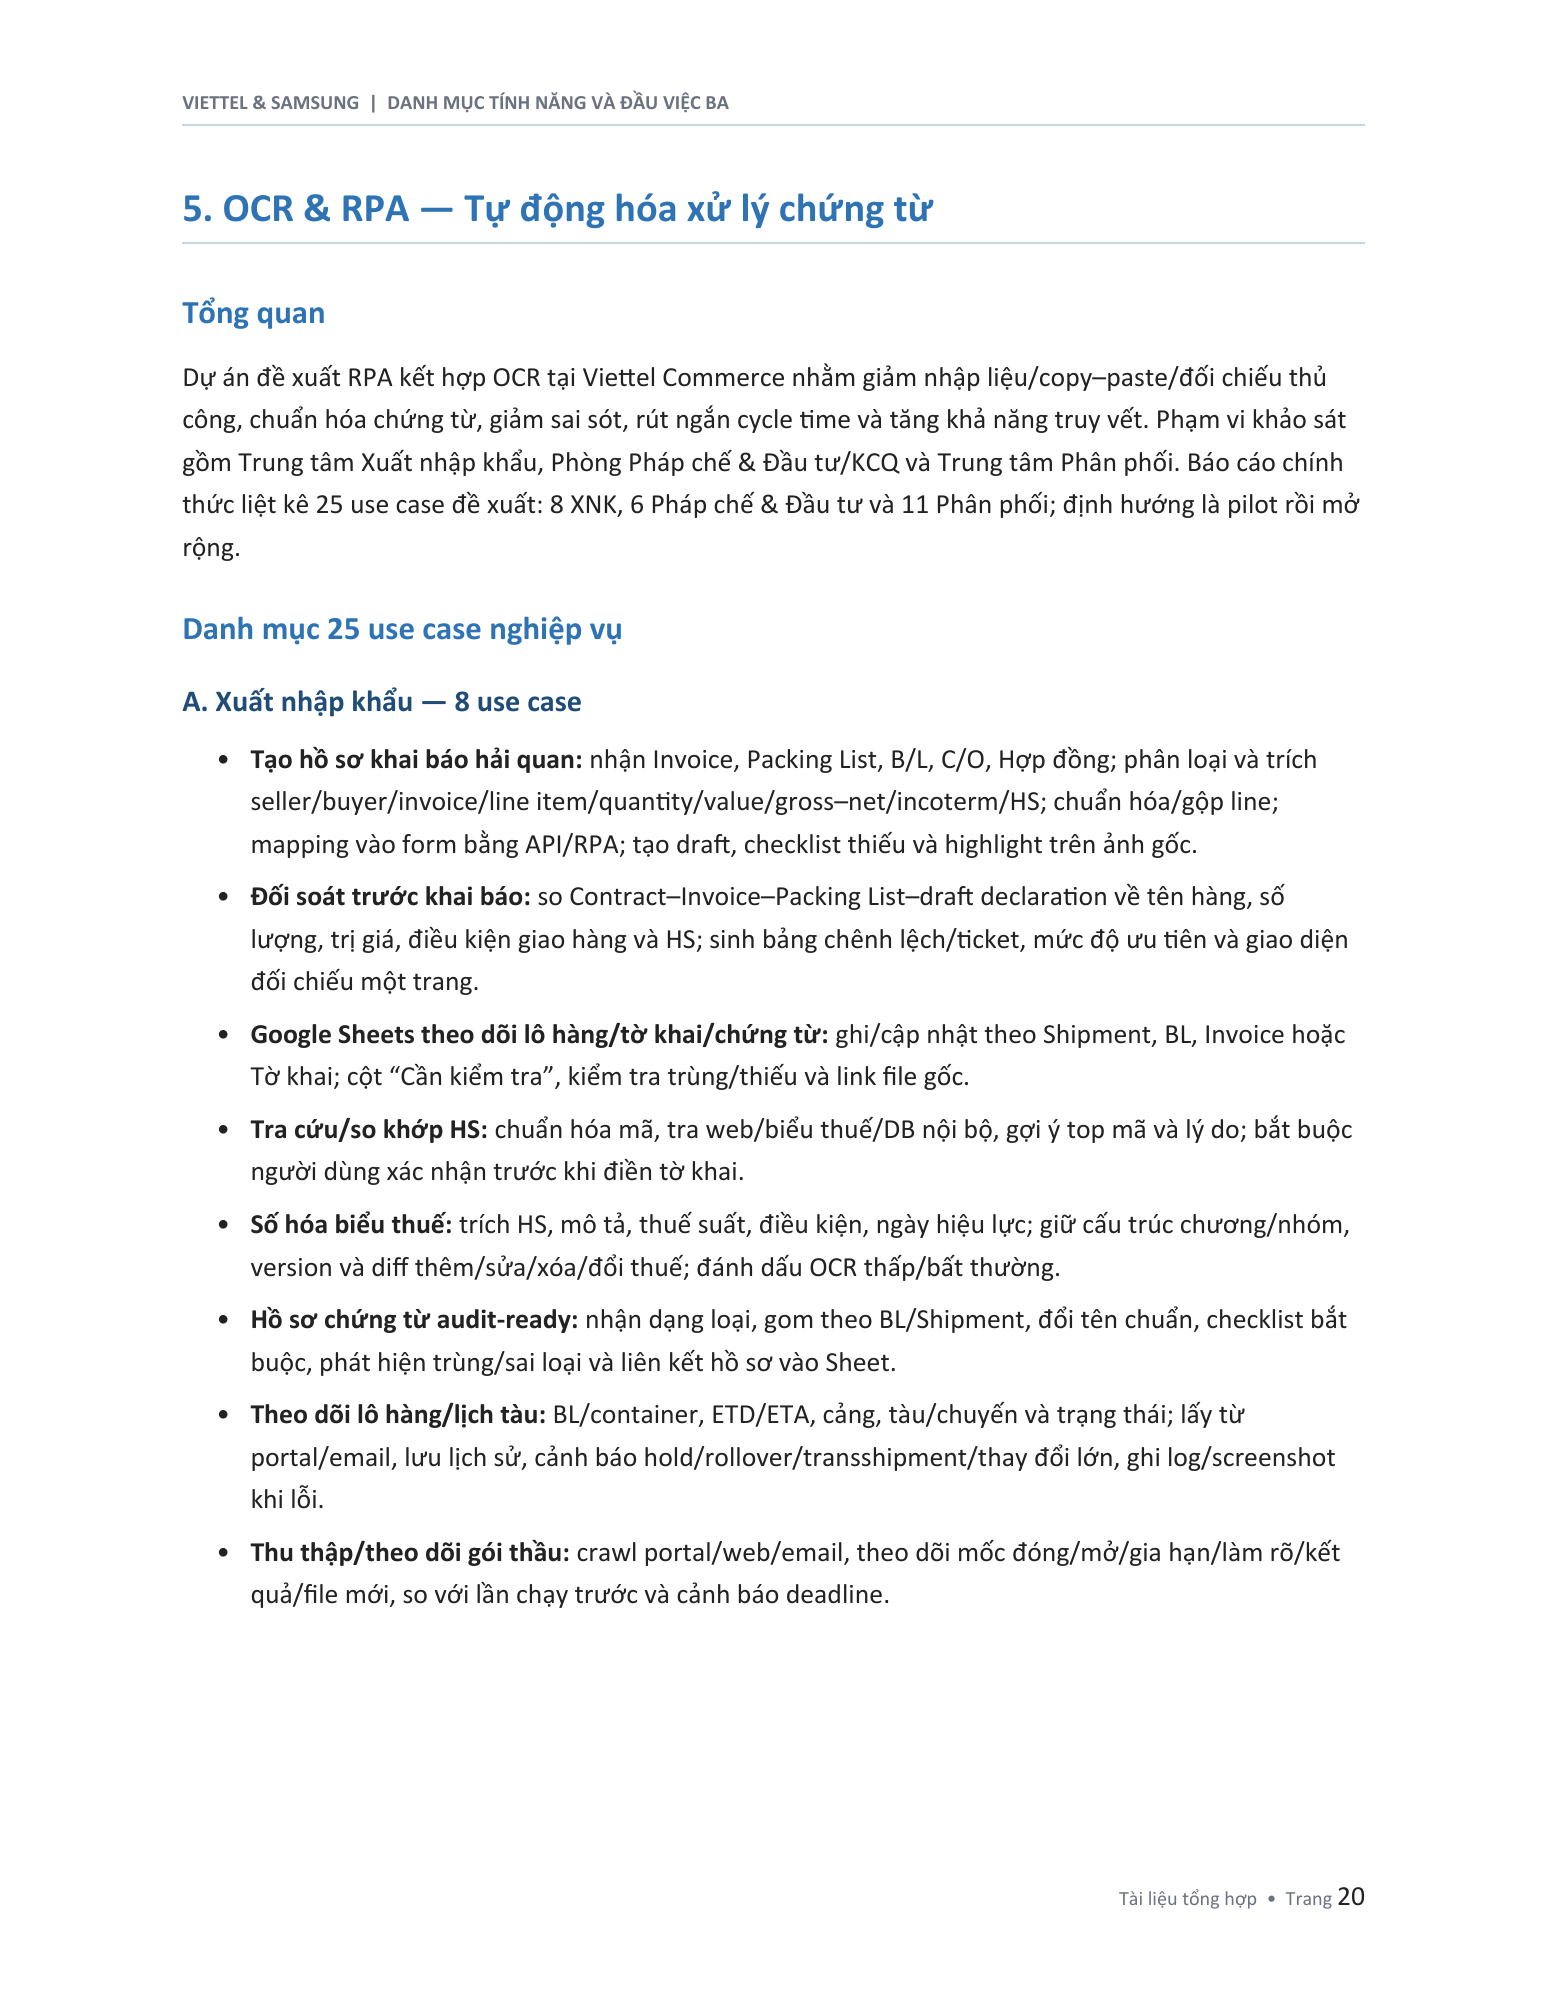 VIETTEL & SAMSUNG | DANH MỤC TÍNH NĂNG VÀ ĐẦU VIỆC BA
5. OCR & RPA — Tự động hóa xử lý chứng từ
Tổng quan
Dự án đề xuất RPA kết hợp OCR tại Viettel Commerce nhằm giảm nhập liệu/copy–paste/đối chiếu thủ
công, chuẩn hóa chứng từ, giảm sai sót, rút ngắn cycle time và tăng khả năng truy vết. Phạm vi khảo sát
gồm Trung tâm Xuất nhập khẩu, Phòng Pháp chế & Đầu tư/KCQ và Trung tâm Phân phối. Báo cáo chính
thức liệt kê 25 use case đề xuất: 8 XNK, 6 Pháp chế & Đầu tư và 11 Phân phối; định hướng là pilot rồi mở
rộng.
Danh mục 25 use case nghiệp vụ
A. Xuất nhập khẩu — 8 use case
• Tạo hồ sơ khai báo hải quan: nhận Invoice, Packing List, B/L, C/O, Hợp đồng; phân loại và trích
seller/buyer/invoice/line item/quantity/value/gross–net/incoterm/HS; chuẩn hóa/gộp line;
mapping vào form bằng API/RPA; tạo draft, checklist thiếu và highlight trên ảnh gốc.
• Đối soát trước khai báo: so Contract–Invoice–Packing List–draft declaration về tên hàng, số
lượng, trị giá, điều kiện giao hàng và HS; sinh bảng chênh lệch/ticket, mức độ ưu tiên và giao diện
đối chiếu một trang.
• Google Sheets theo dõi lô hàng/tờ khai/chứng từ: ghi/cập nhật theo Shipment, BL, Invoice hoặc
Tờ khai; cột “Cần kiểm tra”, kiểm tra trùng/thiếu và link file gốc.
• Tra cứu/so khớp HS: chuẩn hóa mã, tra web/biểu thuế/DB nội bộ, gợi ý top mã và lý do; bắt buộc
người dùng xác nhận trước khi điền tờ khai.
• Số hóa biểu thuế: trích HS, mô tả, thuế suất, điều kiện, ngày hiệu lực; giữ cấu trúc chương/nhóm,
version và diff thêm/sửa/xóa/đổi thuế; đánh dấu OCR thấp/bất thường.
• Hồ sơ chứng từ audit-ready: nhận dạng loại, gom theo BL/Shipment, đổi tên chuẩn, checklist bắt
buộc, phát hiện trùng/sai loại và liên kết hồ sơ vào Sheet.
• Theo dõi lô hàng/lịch tàu: BL/container, ETD/ETA, cảng, tàu/chuyến và trạng thái; lấy từ
portal/email, lưu lịch sử, cảnh báo hold/rollover/transshipment/thay đổi lớn, ghi log/screenshot
khi lỗi.
• Thu thập/theo dõi gói thầu: crawl portal/web/email, theo dõi mốc đóng/mở/gia hạn/làm rõ/kết
quả/file mới, so với lần chạy trước và cảnh báo deadline.
Tài liệu tổng hợp • Trang 20